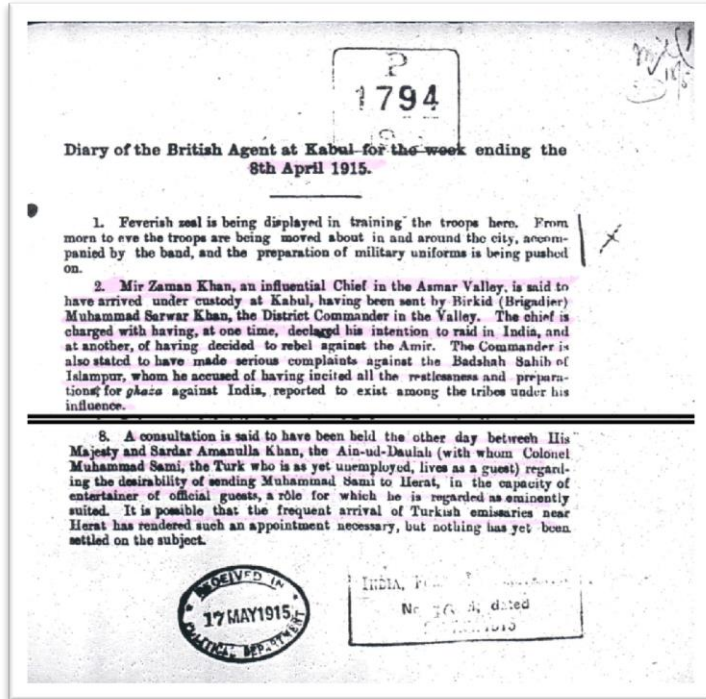 P
1794
Diary of the British Agent at Kabul for the week ending the
8th April 1915.
1. Feverish zeal is being displayed in training the troops here. From
morn to eve the troops are being moved about in and around the city, accom-
panied by the band, and the preparation of military uniforms is being pushed
on.
2. Mir Zaman Khan, an influential Chief in the Asmar Valley, is said to
have arrived under custody at Kabul, having been sent by Birkid (Brigadier)
Muhammad Sarwar Khan, the District Commander in the Valley. The chief is
charged with having, at one time, declared his intention to raid in India, and
at another, of having decided to rebel against the Amir. The Commander is
also stated to have made serious complaints against the Badshah Sahib of
Islampur, whom he accused of having incited all the restlessness and prepara-
tions, for ghaza against India, reported to exist among the tribes under his
influence.
8. A consultation is said to have been held the other day between His
Majesty and Sardar Amanulla Khan, the Ain-ud-Daulah (with whom Colonel
Muhammad Sami, the Turk who is as yet unemployed, lives as a guest) regard-
ing the desirability of sending Muhammad Sami to Herat, in the capacity of
entertainer of official guests, a rôle for which he is regarded as eminently
suited. It is possible that the frequent arrival of Turkish emissaries near
Herat has rendered such an appointment necessary, but nothing has yet been
settled on the subject.
RECEIVED IN
17 MAY 1915
POLITICAL DEPARTMENT
INDIA,
No dated
1915